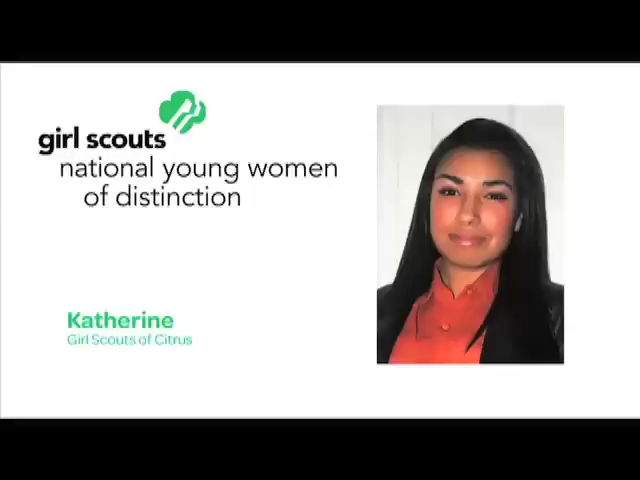 girl scouts
national young women
of distinction
Katherine
Girl Scouts of Citrus